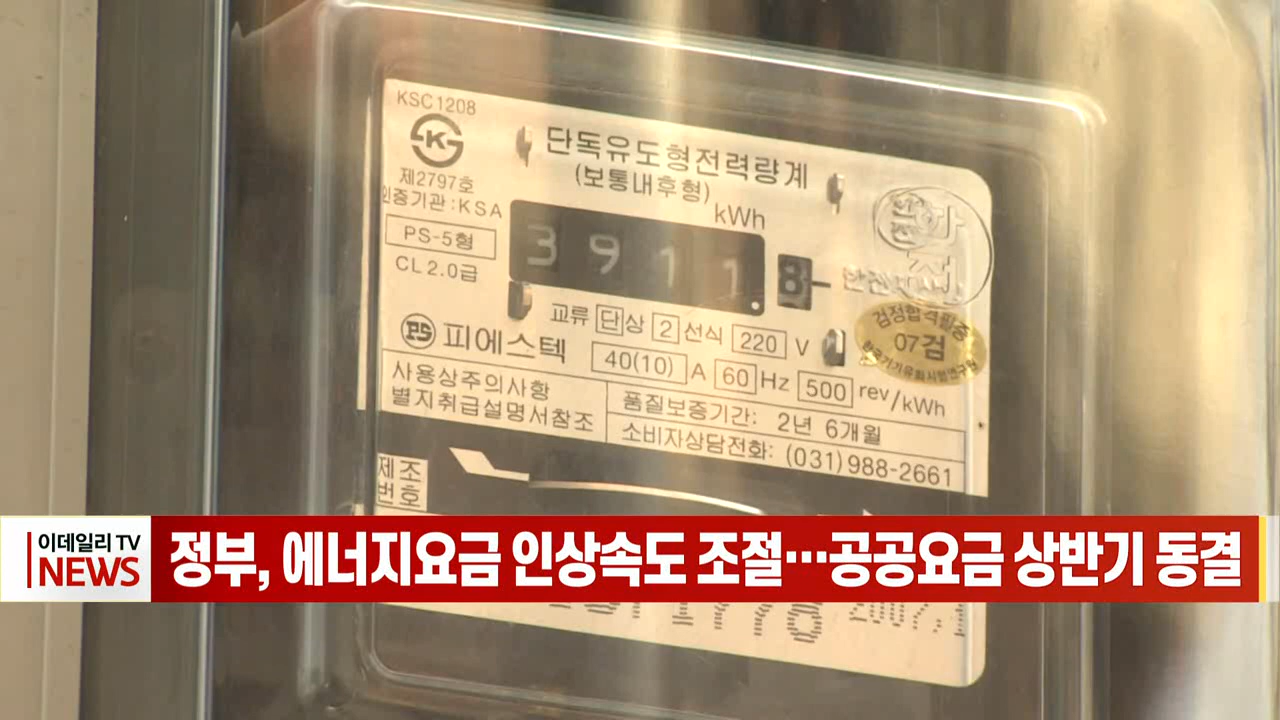 KSC1208
제2797호
인증기관:KSA
PS-5형
CL2.0급
단독유도형전력량계
(보통내후형)
kWh
3 9 1 1 8
교류 단상 2 선식 220 V
PS 피에스텍
40(10) A 60 Hz 500 rev/kWh
검정합격필증
07검
사용상주의사항
별지취급설명서참조
품질보증기간: 2년 6개월
소비자상담전화: (031)988-2661
제조
번호
이데일리 TV
NEWS
정부, 에너지요금 인상속도 조절…공공요금 상반기 동결